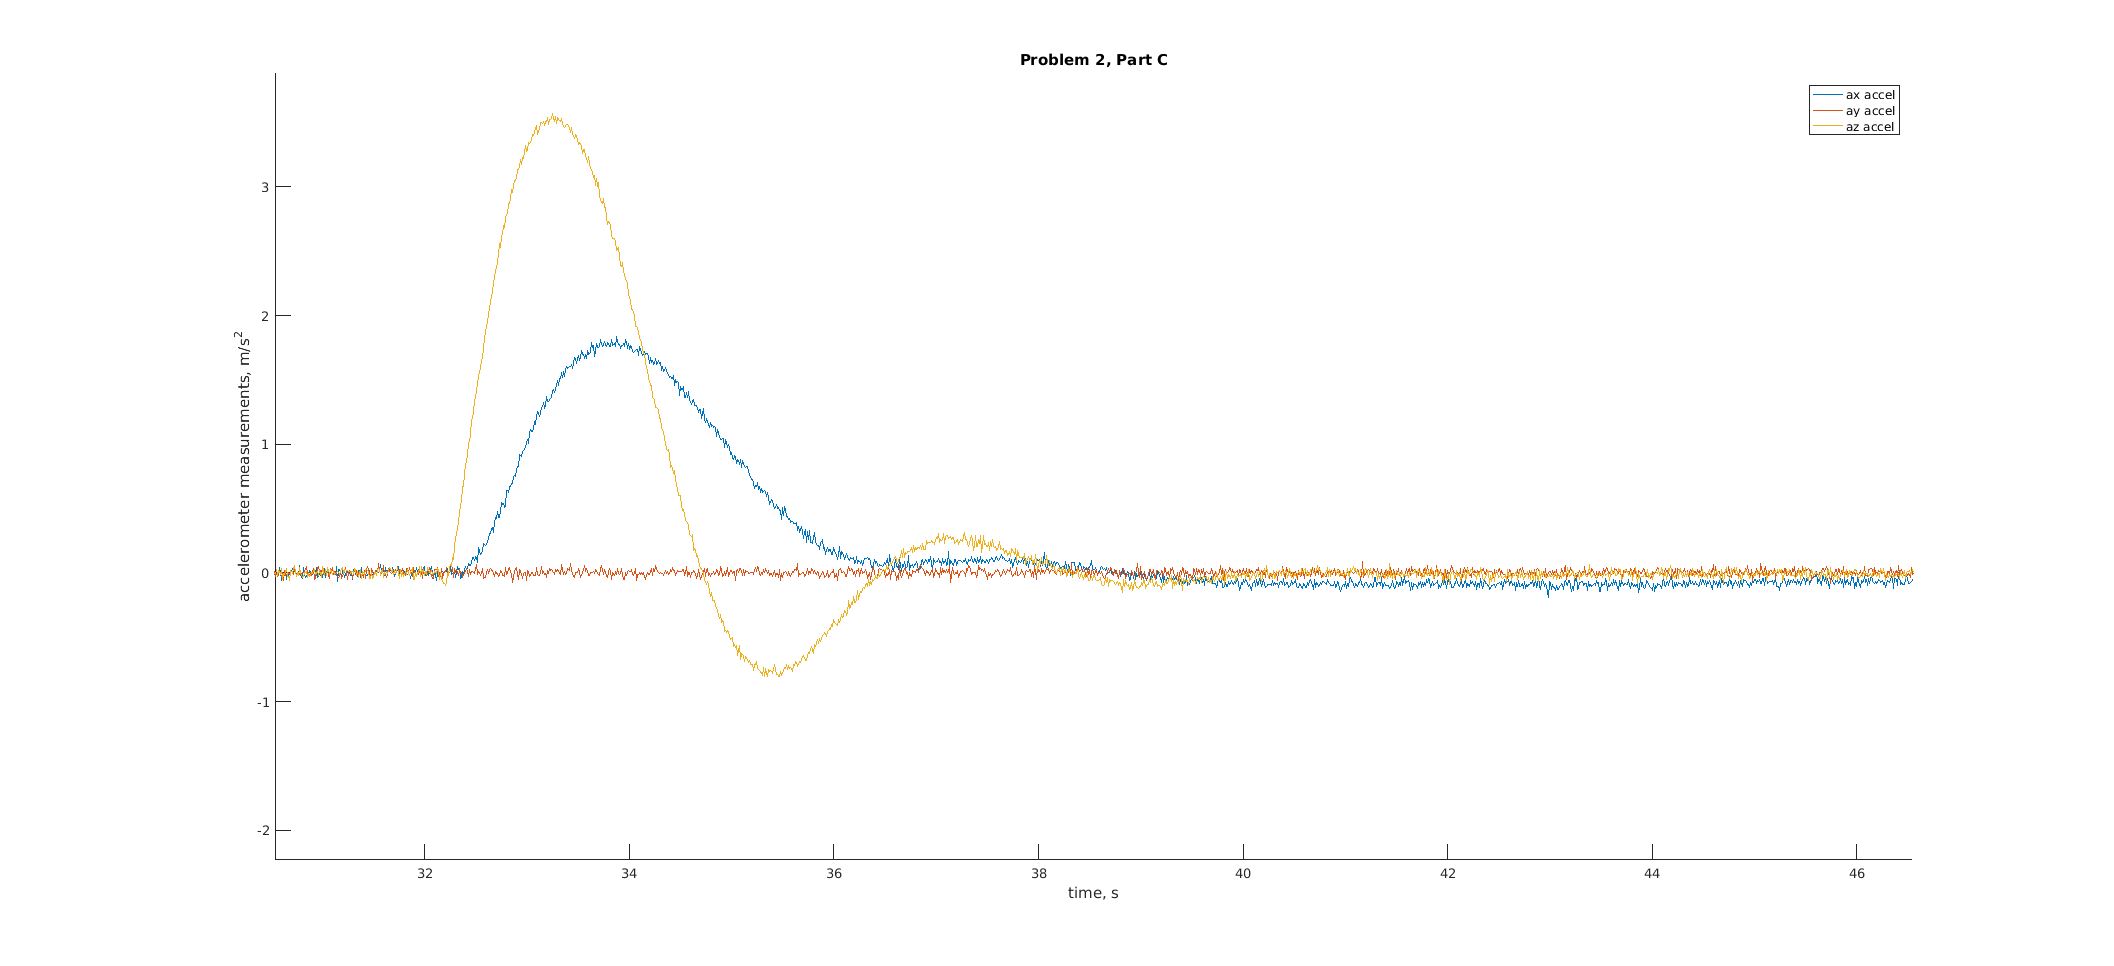 Problem 2, Part C
ax accel
ay accel
az accel
accelerometer measurements, m/s²
3
2
1
0
-1
-2
32 34 36 38 40 42 44 46
time, s